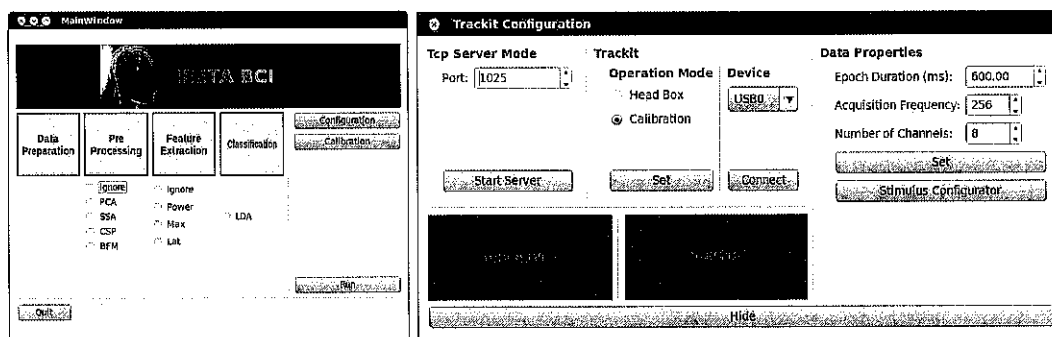 MainWindow
BCI
Data Preparation
Pre Processing
Feature Extraction
Classification
Configuration
Calibration
Ignore
PCA
SSA
CSP
BFM
Ignore
Power
Max
Lat
LDA
Run
Quit
Trackit Configuration
Tcp Server Mode
Port: 1025
Start Server
Trackit
Operation Mode
Head Box
Calibration
Set
Device
USB0
Connect
Data Properties
Epoch Duration (ms): 600.00
Acquisition Frequency: 256
Number of Channels: 8
Set
Stimulus Configurator
Hide